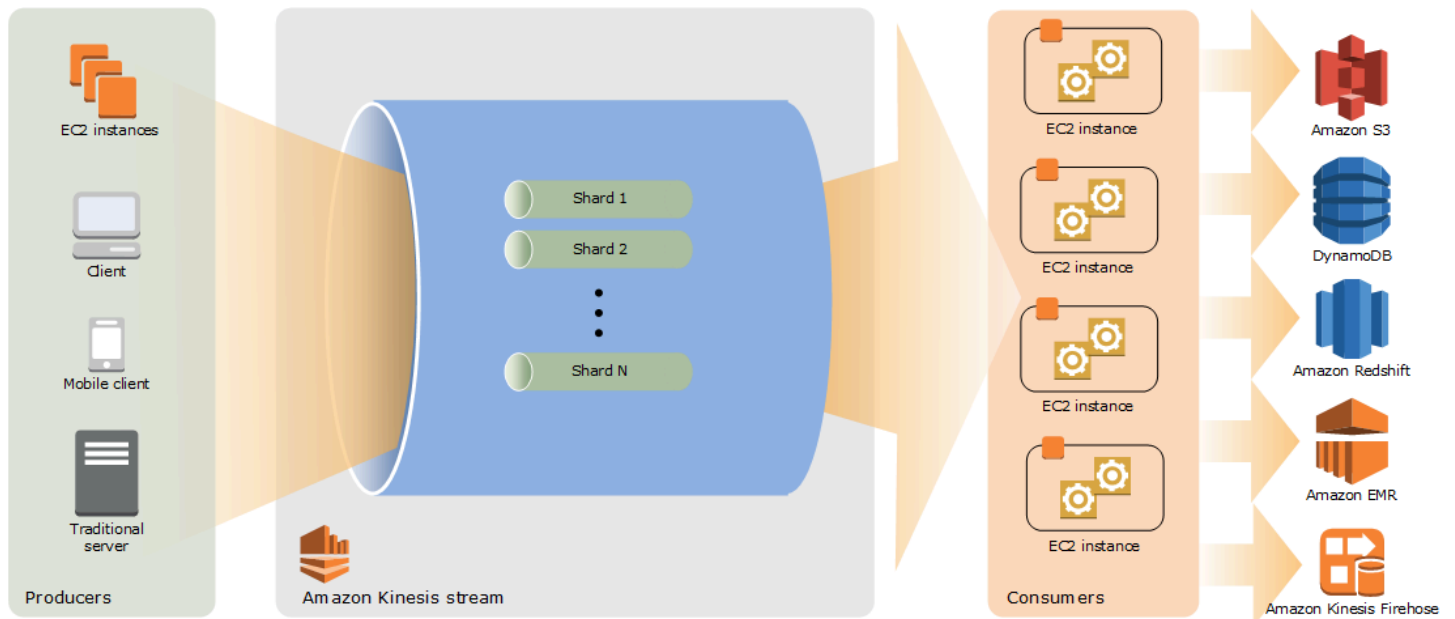 EC2 instances
Client
Mobile client
Traditional
server
Producers
Shard 1
Shard 2
Shard N
Amazon Kinesis stream
EC2 instance
EC2 instance
EC2 instance
EC2 instance
Consumers
Amazon S3
DynamoDB
Amazon Redshift
Amazon EMR
Amazon Kinesis Firehose